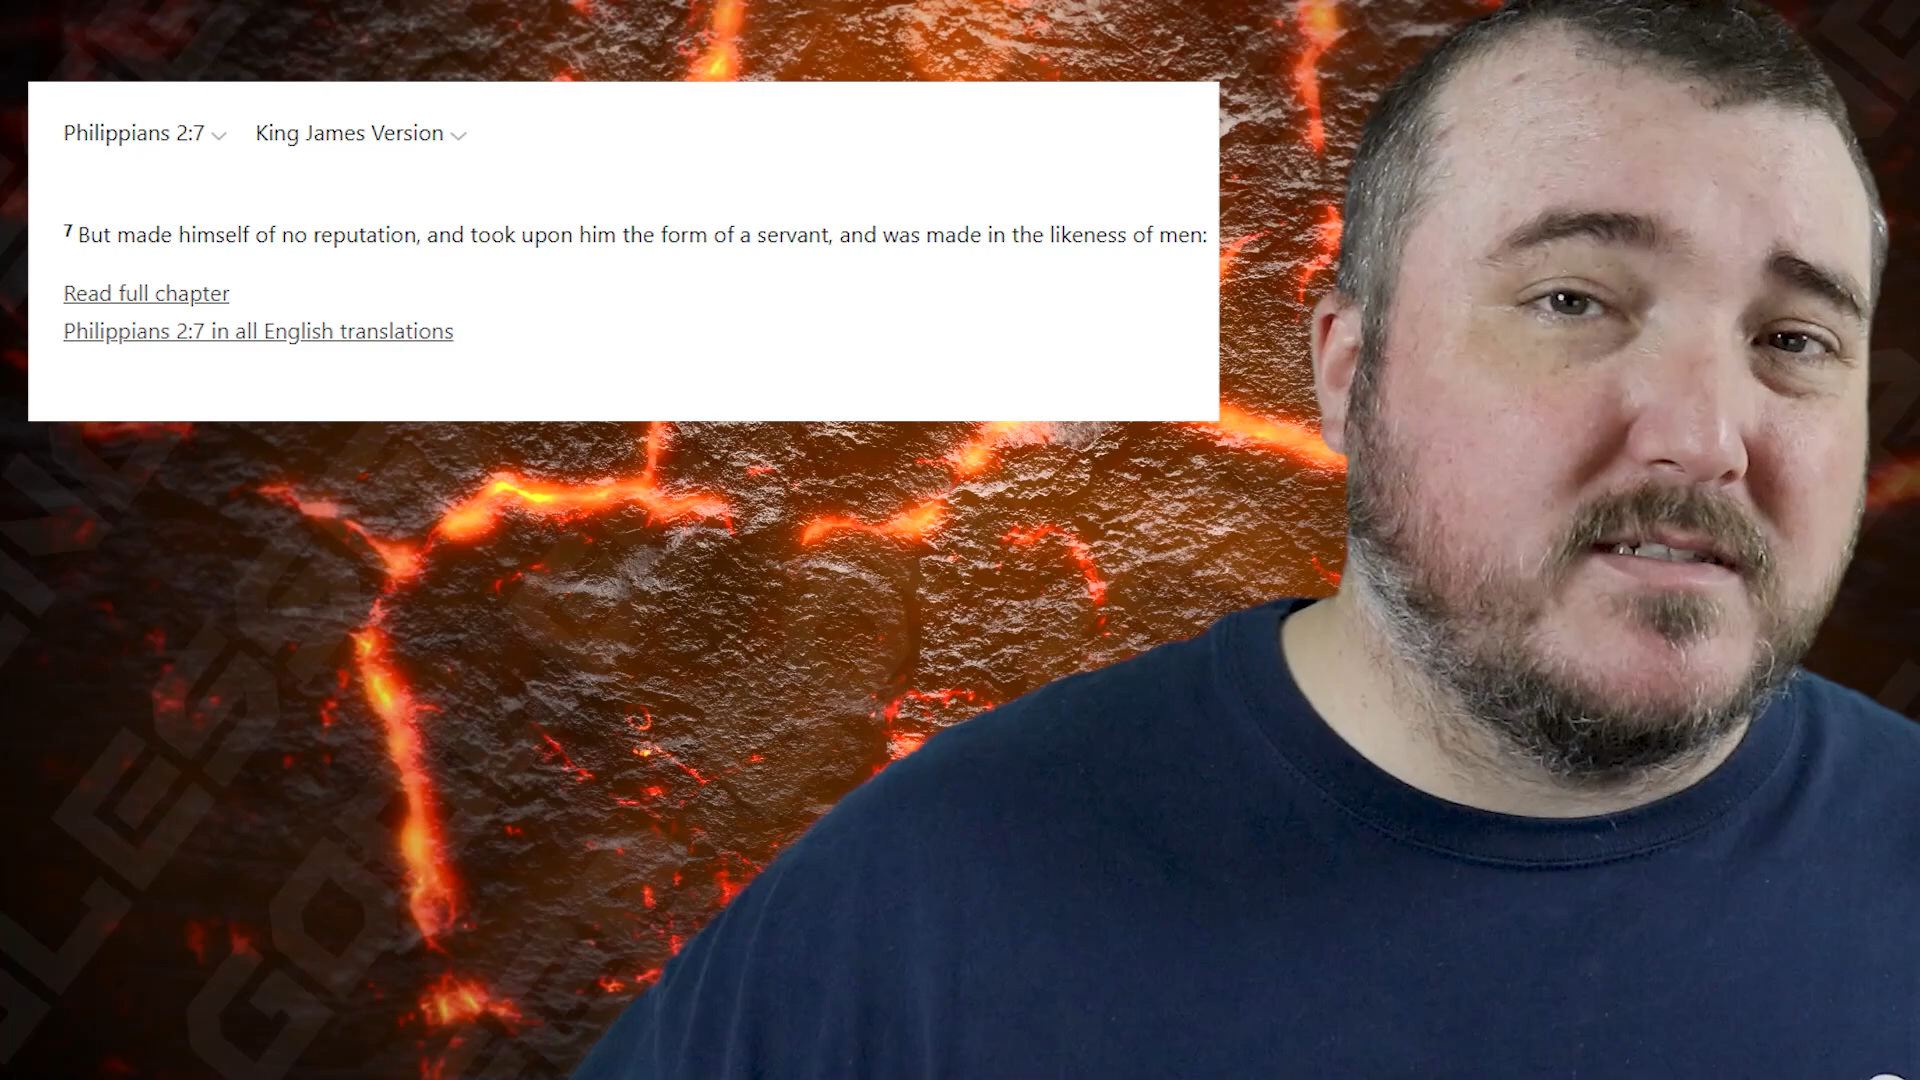 Philippians 2:7 King James Version
7 But made himself of no reputation, and took upon him the form of a servant, and was made in the likeness of men:
Read full chapter
Philippians 2:7 in all English translations